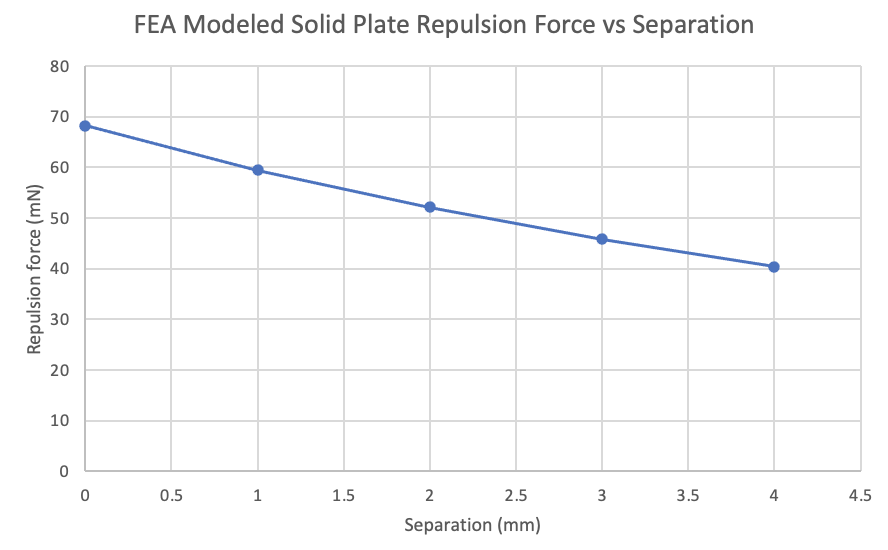 FEA Modeled Solid Plate Repulsion Force vs Separation
80
70
60
50
40
30
20
10
0
Repulsion force (mN)
0 0.5 1 1.5 2 2.5 3 3.5 4 4.5
Separation (mm)